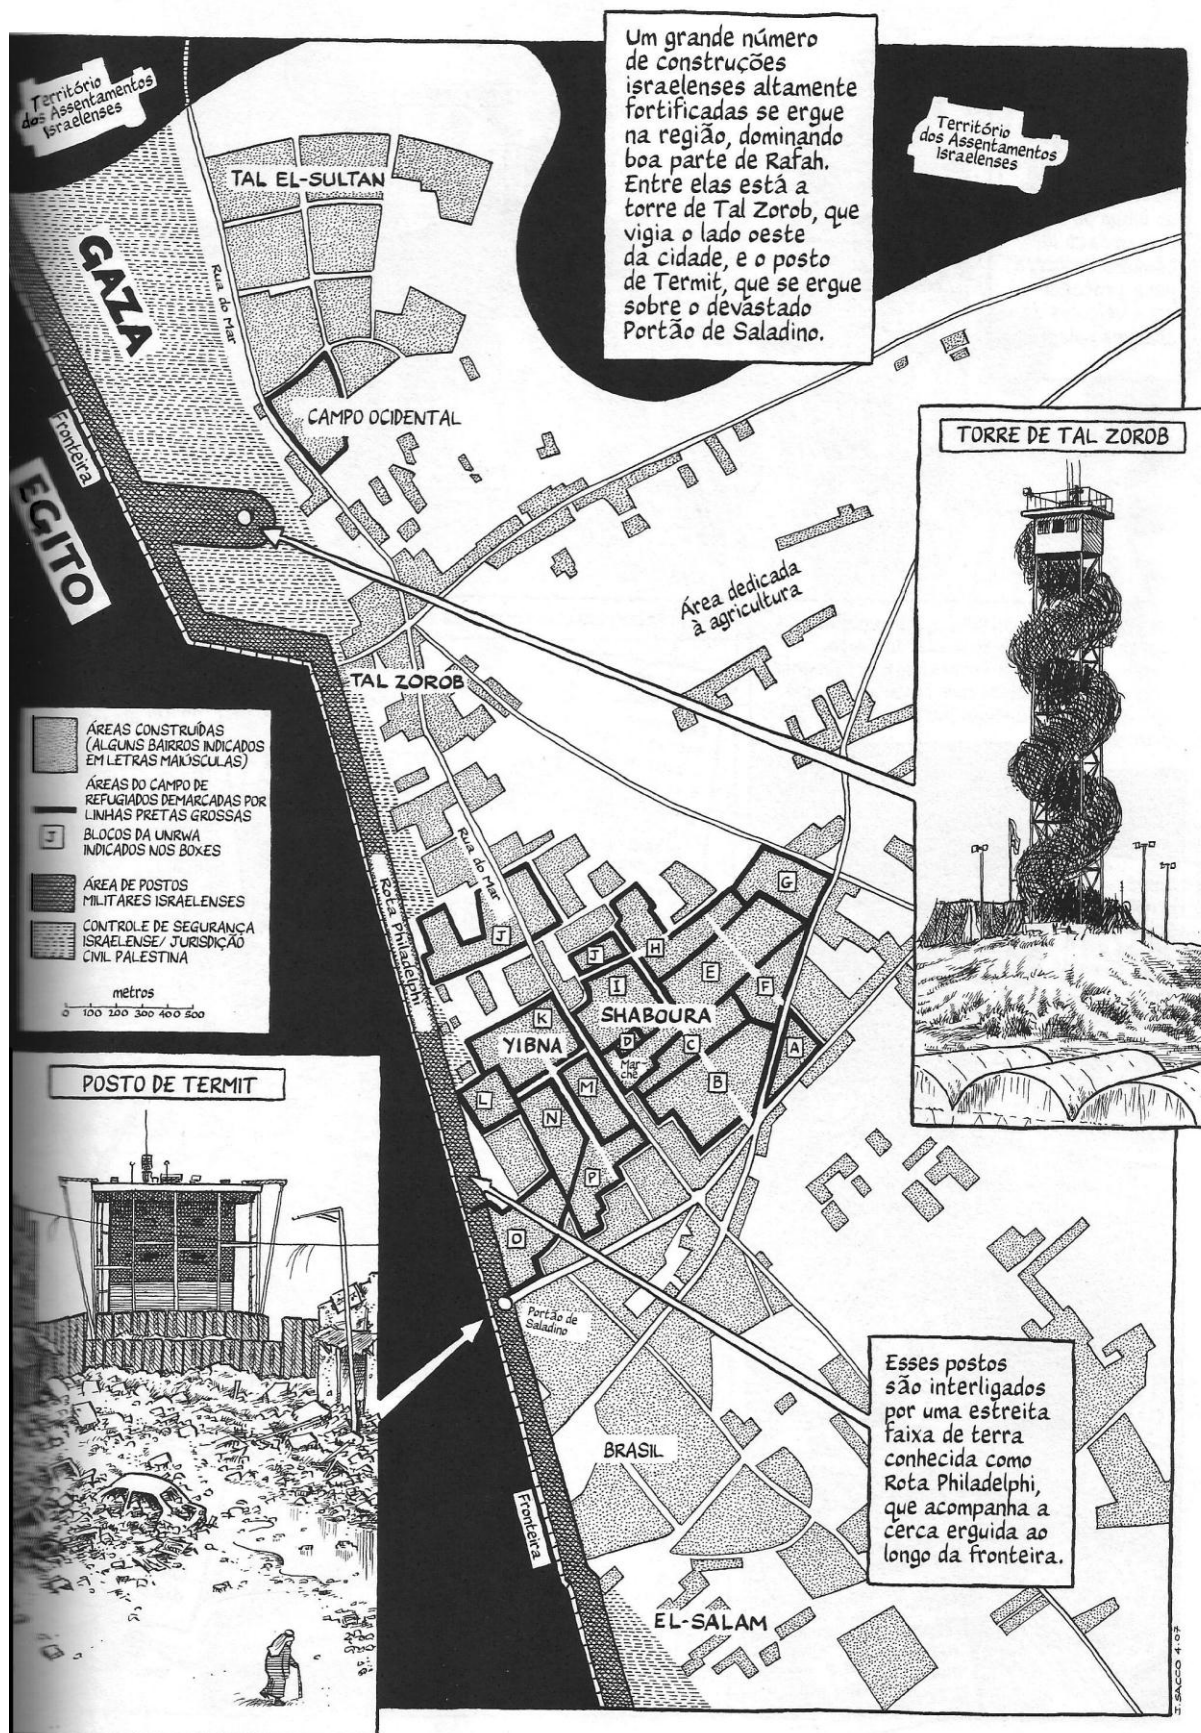 Um grande número
de construções
israelenses altamente
fortificadas se ergue
na região, dominando
boa parte de Rafah.
Entre elas está a
torre de Tal Zorob, que
vigia o lado oeste
da cidade, e o posto
de Termit, que se ergue
sobre o devastado
Portão de Saladino.
Território
dos Assentamentos
Israelenses
Território
dos Assentamentos
Israelenses
TAL EL-SULTAN
GAZA
Rua do Mar
Fronteira
EGITO
CAMPO OCIDENTAL
TORRE DE TAL ZOROB
Área dedicada
à agricultura
TAL ZOROB
ÁREAS CONSTRUÍDAS
(ALGUNS BAIRROS INDICADOS
EM LETRAS MAIÚSCULAS)
ÁREAS DO CAMPO DE
REFUGIADOS DEMARCADAS POR
LINHAS PRETAS GROSSAS
J
BLOCOS DA UNRWA
INDICADOS NOS BOXES
ÁREA DE POSTOS
MILITARES ISRAELENSES
CONTROLE DE SEGURANÇA
ISRAELENSE/ JURISDIÇÃO
CIVIL PALESTINA
metros
0 100 200 300 400 500
Rua do Mar
Rota Philadelphi
G
J
J
H
E
I
F
SHABOURA
K
YIBNA
D
C
A
Mar
ché
B
M
L
N
P
O
POSTO DE TERMIT
Portão de
Saladino
Esses postos
são interligados
por uma estreita
faixa de terra
conhecida como
Rota Philadelphi,
que acompanha a
cerca erguida ao
longo da fronteira.
BRASIL
Fronteira
EL-SALAM
J. SACCO 4.07